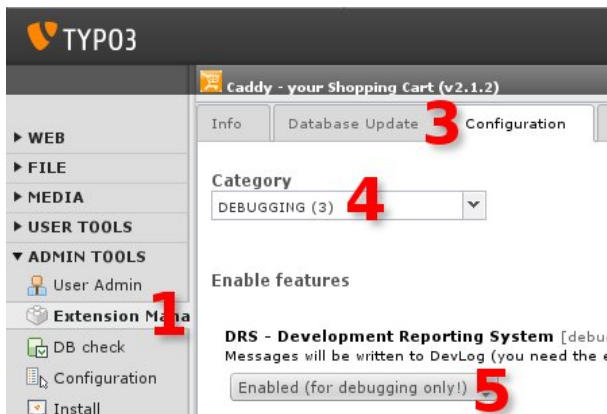 TYPO3
Caddy - your Shopping Cart (v2.1.2)
Info Database Update 3 Configuration
WEB
FILE
MEDIA
USER TOOLS
ADMIN TOOLS
User Admin
1 Extension Mana
DB check
Configuration
Install
Category
DEBUGGING (3) 4
Enable features
DRS - Development Reporting System [debu
Messages will be written to DevLog (you need the e
Enabled (for debugging only!) 5